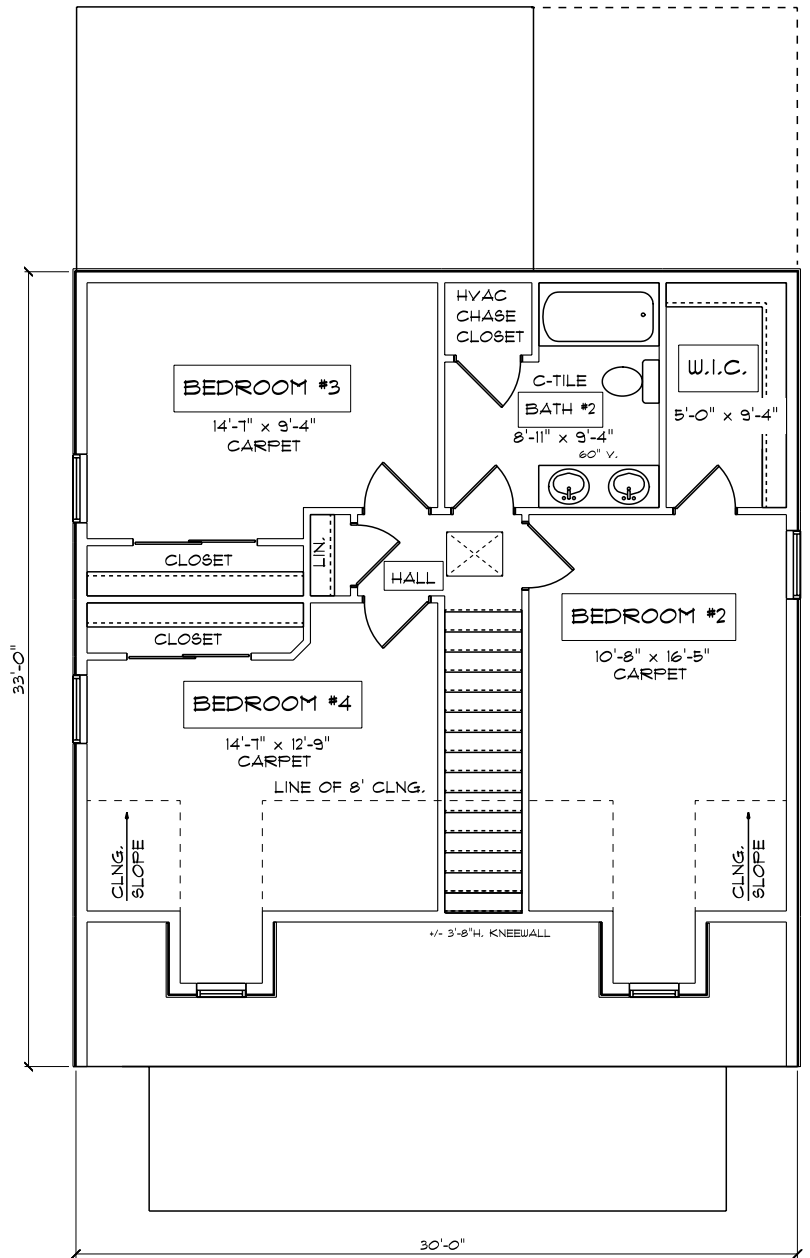 HVAC
CHASE
CLOSET
BEDROOM #3
14'-7" x 9'-4"
CARPET
C-TILE
BATH #2
8'-11" x 9'-4"
60" V.
W.I.C.
5'-0" x 9'-4"
CLOSET
LIN.
HALL
CLOSET
BEDROOM #2
10'-8" x 16'-5"
CARPET
33'-0"
BEDROOM #4
14'-7" x 12'-9"
CARPET
LINE OF 8' CLNG.
CLNG.
SLOPE
CLNG.
SLOPE
+/- 3'-8"H. KNEEWALL
30'-0"